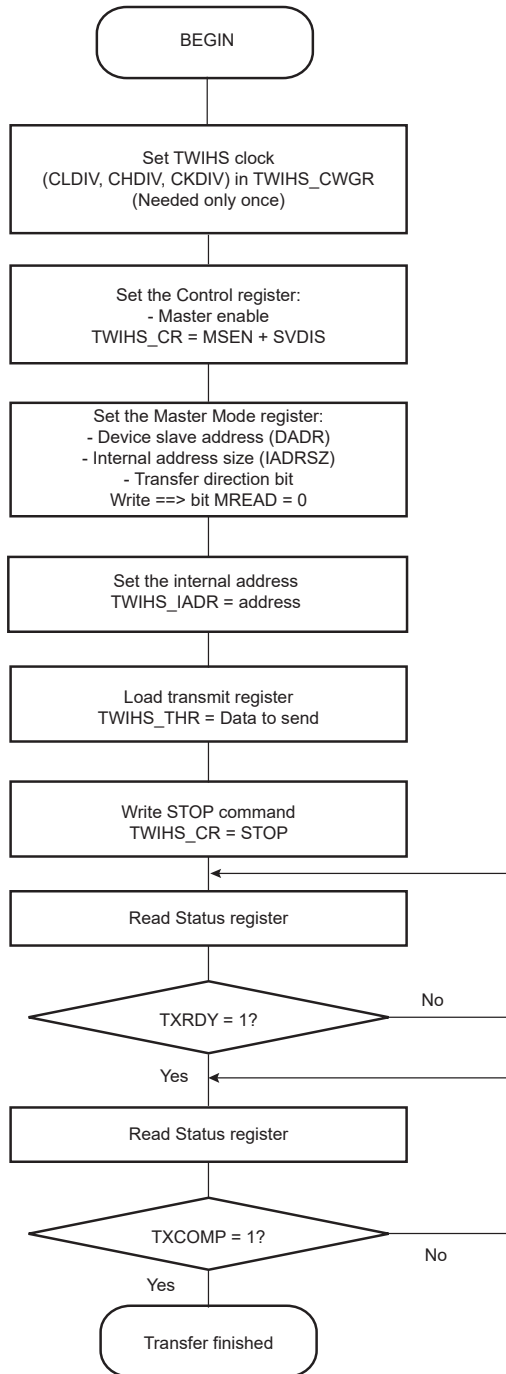 BEGIN
Set TWIHS clock
(CLDIV, CHDIV, CKDIV) in TWIHS_CWGR
(Needed only once)
Set the Control register:
- Master enable
TWIHS_CR = MSEN + SVDIS
Set the Master Mode register:
- Device slave address (DADR)
- Internal address size (IADRSZ)
- Transfer direction bit
Write ==> bit MREAD = 0
Set the internal address
TWIHS_IADR = address
Load transmit register
TWIHS_THR = Data to send
Write STOP command
TWIHS_CR = STOP
Read Status register
No
TXRDY = 1?
Yes
Read Status register
TXCOMP = 1?
No
Yes
Transfer finished